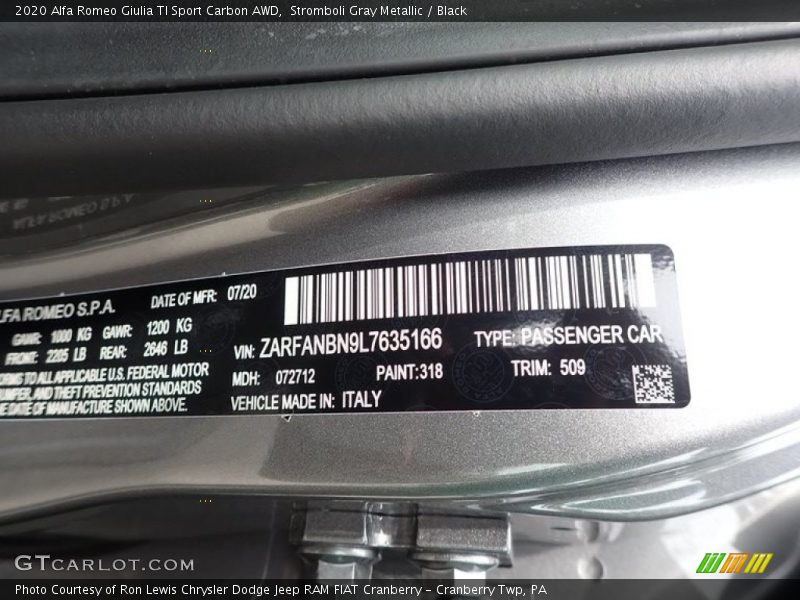 2020 Alfa Romeo Giulia TI Sport Carbon AWD, Stromboli Gray Metallic / Black
LFA ROMEO S.P.A. DATE OF MFR: 07/20
GAWR: 1000 KG GAWR: 1200 KG
FRONT: 2205 LB REAR: 2646 LB
VIN: ZARFANBN9L7635166 TYPE: PASSENGER CAR
RING TO ALL APPLICABLE U.S. FEDERAL MOTOR
MDH: 072712 PAINT: 318 TRIM: 509
UMPER, AND THEFT PREVENTION STANDARDS
E DATE OF MANUFACTURE SHOWN ABOVE.
VEHICLE MADE IN: ITALY
GTCARLOT.COM
Photo Courtesy of Ron Lewis Chrysler Dodge Jeep RAM FIAT Cranberry – Cranberry Twp, PA